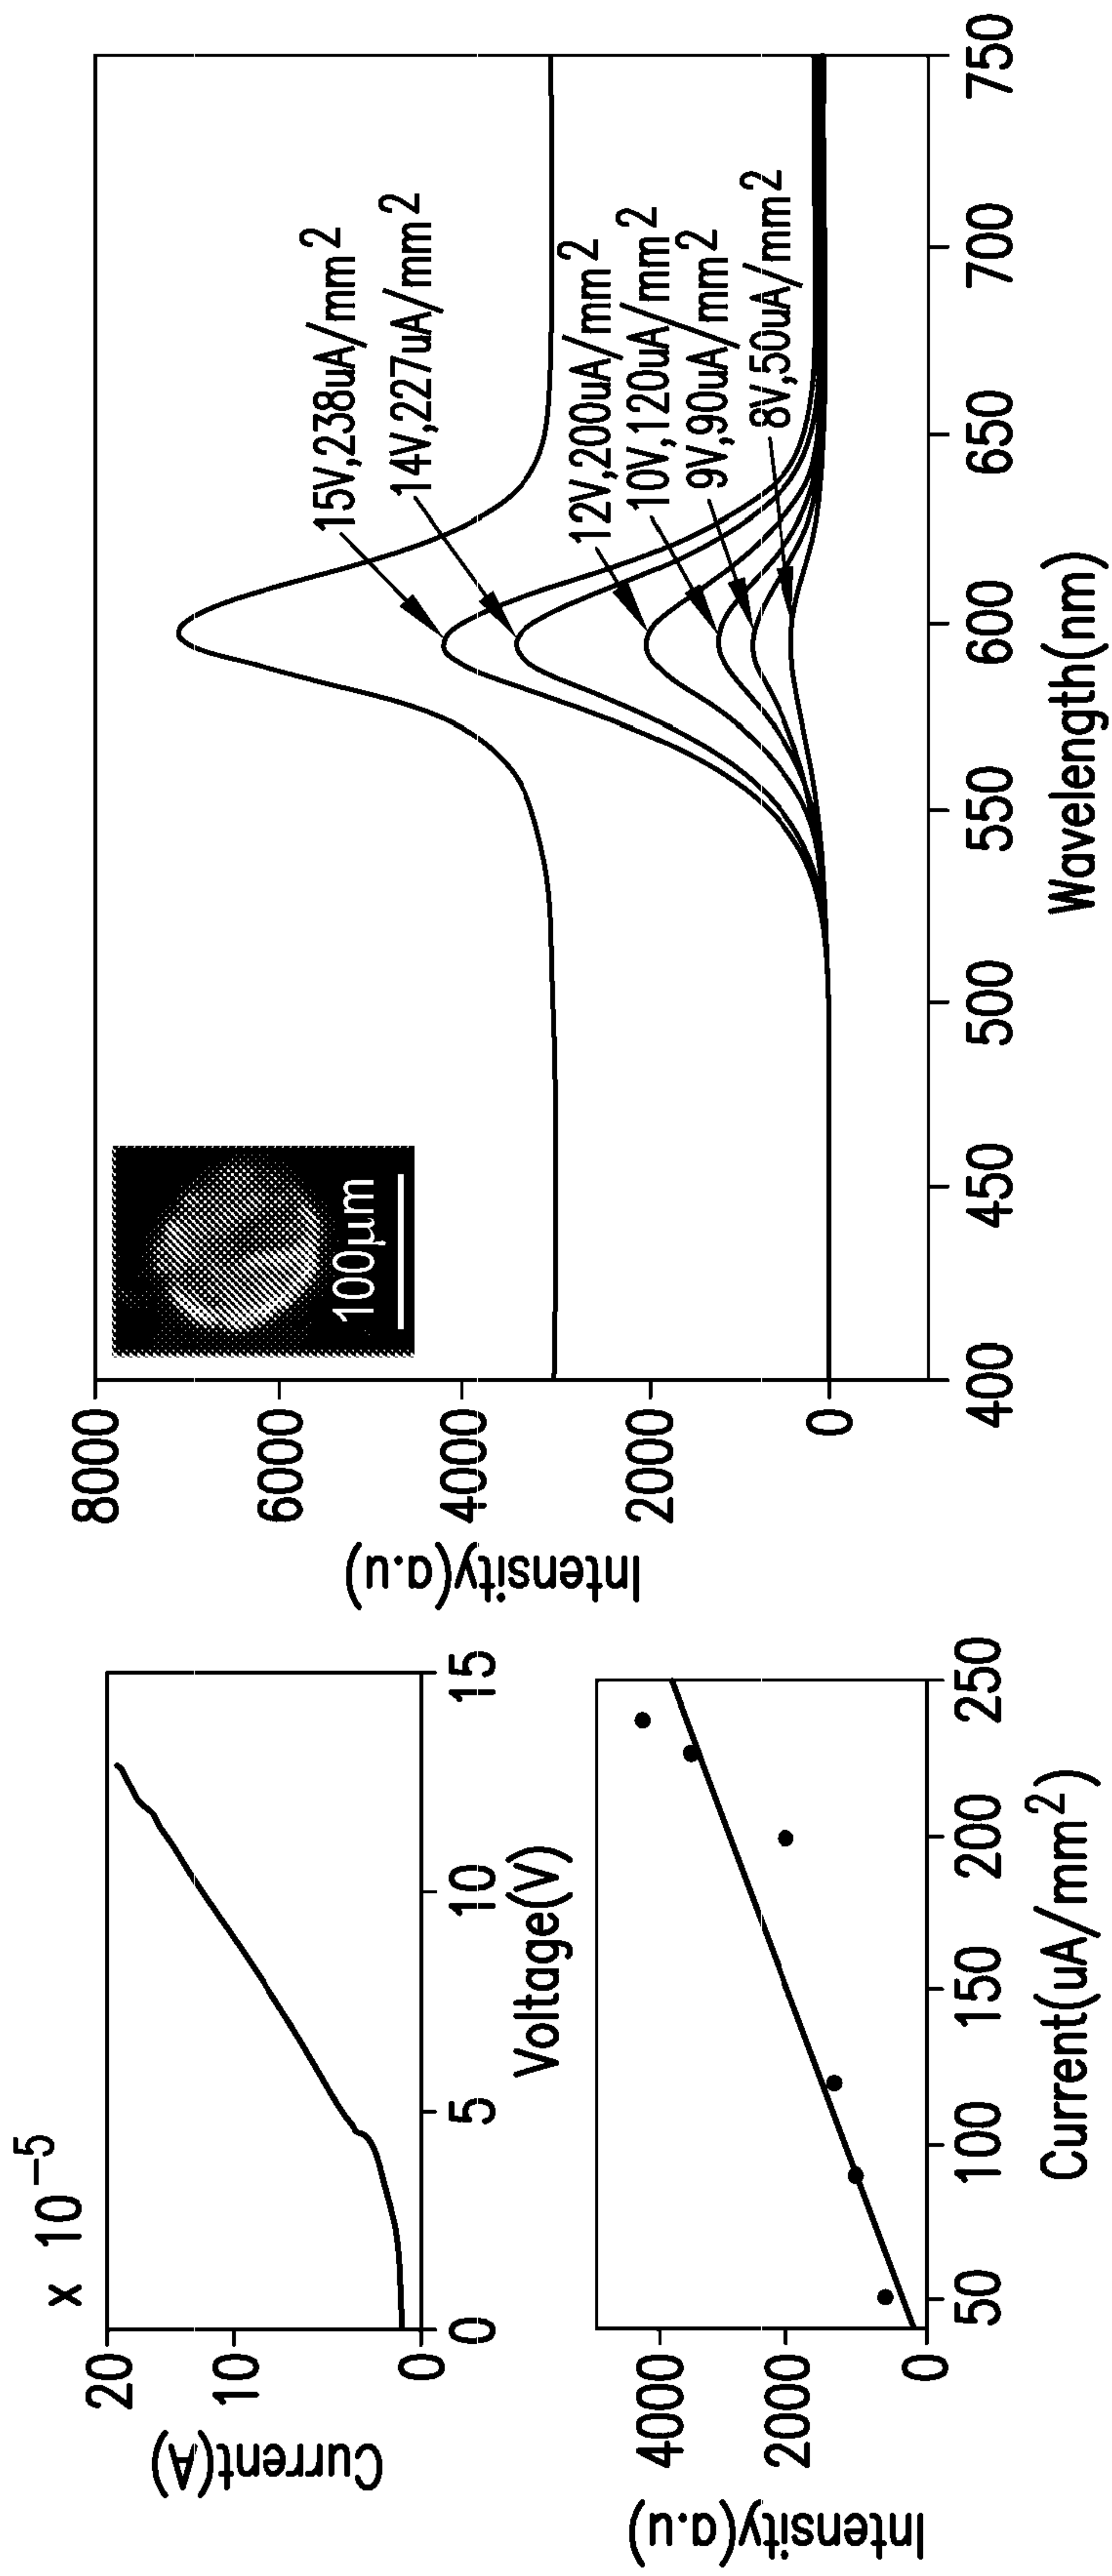 x 10⁻⁵
20
10
0
Current(A)
0
5
10
15
Voltage(V)
4000
2000
0
Intensity(a.u)
50
100
150
200
250
Current(uA/mm²)
8000
6000
4000
2000
0
Intensity(a.u)
100μm
15V,238uA/mm²
14V,227uA/mm²
12V,200uA/mm²
10V,120uA/mm²
9V,90uA/mm²
8V,50uA/mm²
400
450
500
550
600
650
700
750
Wavelength(nm)